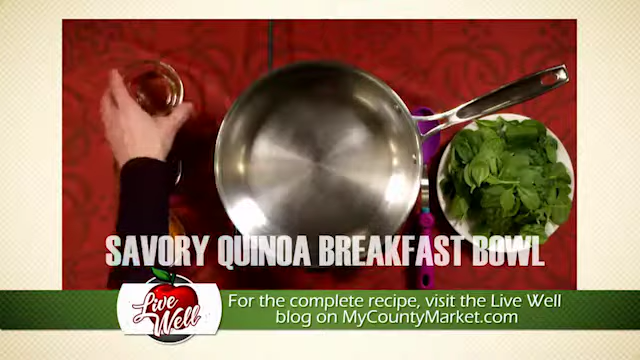 SAVORY QUINOA BREAKFAST BOWL
Live
Well
For the complete recipe, visit the Live Well
blog on MyCountyMarket.com